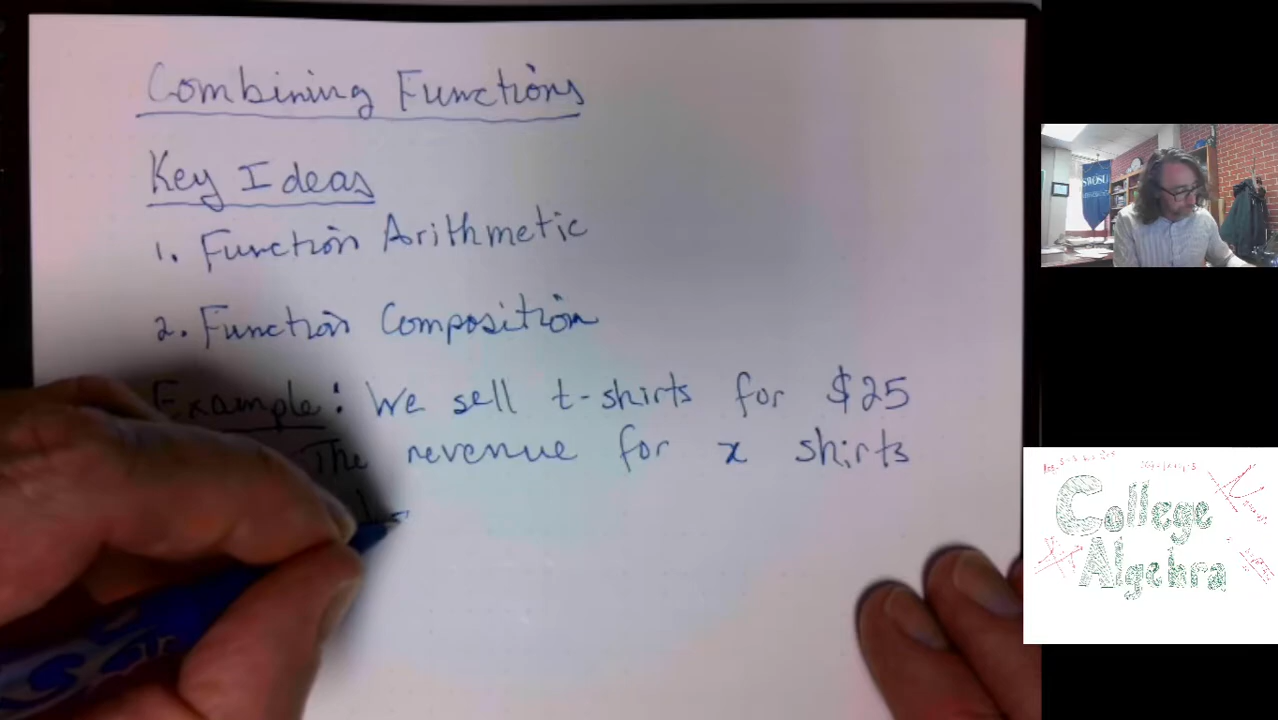 Combining Functions
Key Ideas
1. Function Arithmetic
2. Function Composition
Example: We sell t-shirts for $25
The revenue for x shirts
SWOSU
College
Algebra